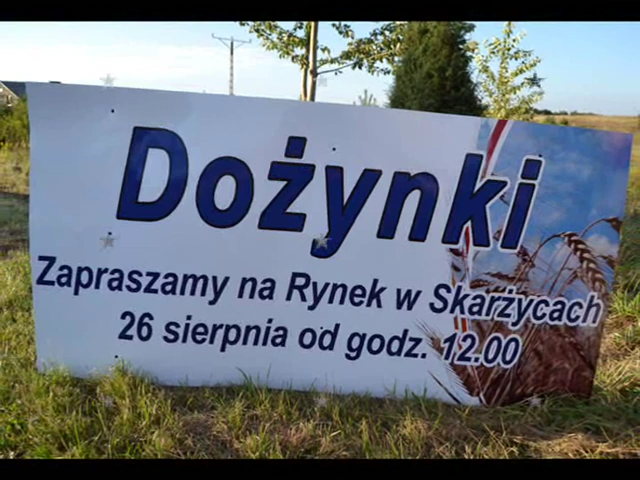 Dożynki
Zapraszamy na Rynek w Skarżycach
26 sierpnia od godz. 12.00